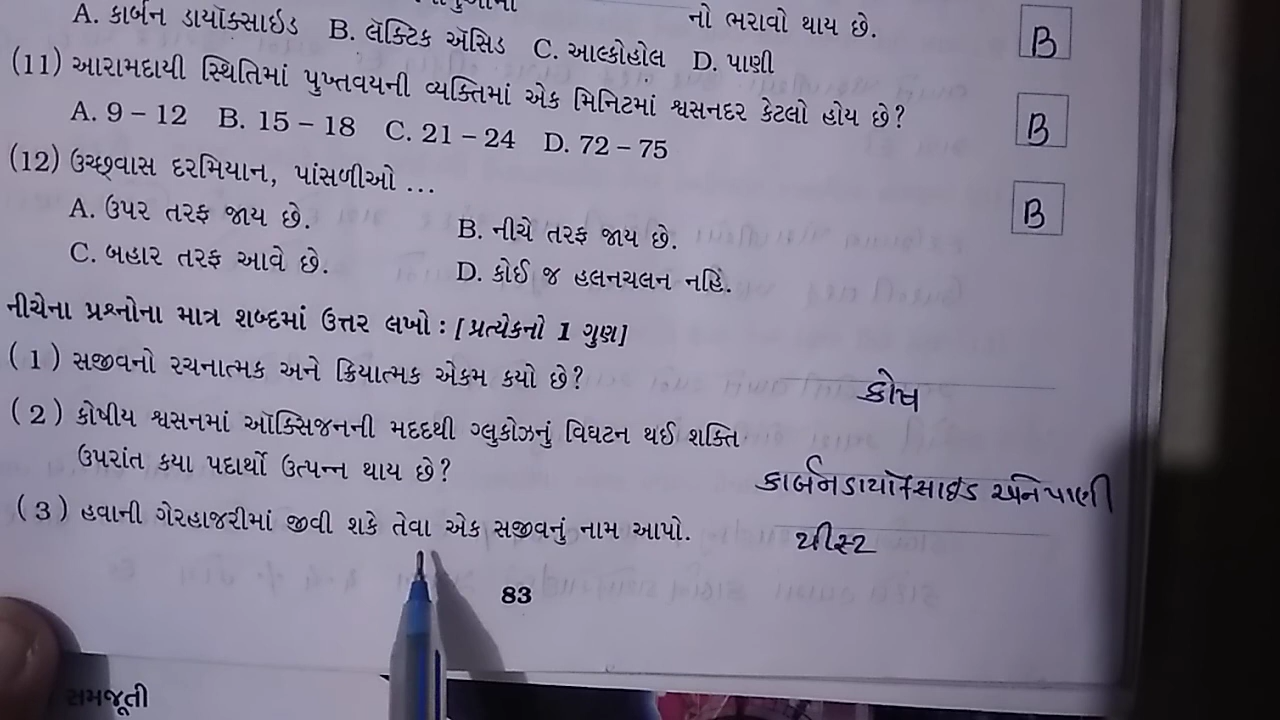 નો ભરાવો થાય છે.
A. કાર્બન ડાયૉક્સાઇડ B. લૅક્ટિક ઍસિડ C. આલ્કોહોલ D. પાણી
B
(11) આરામદાયી સ્થિતિમાં પુખ્તવયની વ્યક્તિમાં એક મિનિટમાં શ્વસનદર કેટલો હોય છે?
A. 9 – 12 B. 15 – 18 C. 21 – 24 D. 72 – 75
B
(12) ઉચ્છ્વાસ દરમિયાન, પાંસળીઓ ...
A. ઉપર તરફ જાય છે. B. નીચે તરફ જાય છે.
B
C. બહાર તરફ આવે છે. D. કોઈ જ હલનચલન નહિ.
નીચેના પ્રશ્નોના માત્ર શબ્દમાં ઉત્તર લખો : [પ્રત્યેકનો 1 ગુણ]
( 1 ) સજીવનો રચનાત્મક અને ક્રિયાત્મક એકમ કયો છે? કોષ
( 2 ) કોષીય શ્વસનમાં ઑક્સિજનની મદદથી ગ્લુકોઝનું વિઘટન થઈ શક્તિ
ઉપરાંત કયા પદાર્થો ઉત્પન્ન થાય છે? કાર્બનડાયૉક્સાઇડ અને પાણી
( 3 ) હવાની ગેરહાજરીમાં જીવી શકે તેવા એક સજીવનું નામ આપો. યીસ્ટ
83
સમજૂતી